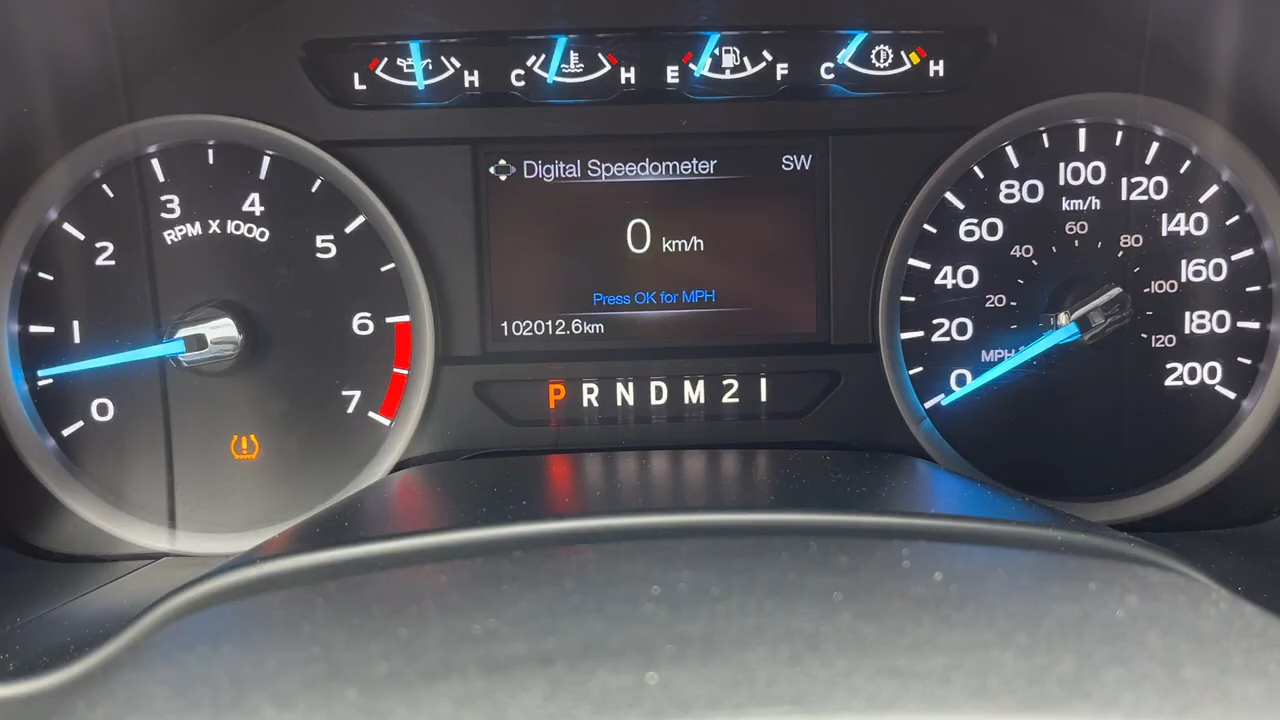 L H C H E F C H
Digital Speedometer SW
0 km/h
Press OK for MPH
102012.6km
P R N D M 2 1
0 1 2 3 4 5 6 7
RPM X 1000
0 20 40 60 80 100 120 140 160 180 200
km/h
20 40 60 80 100 120
MPH